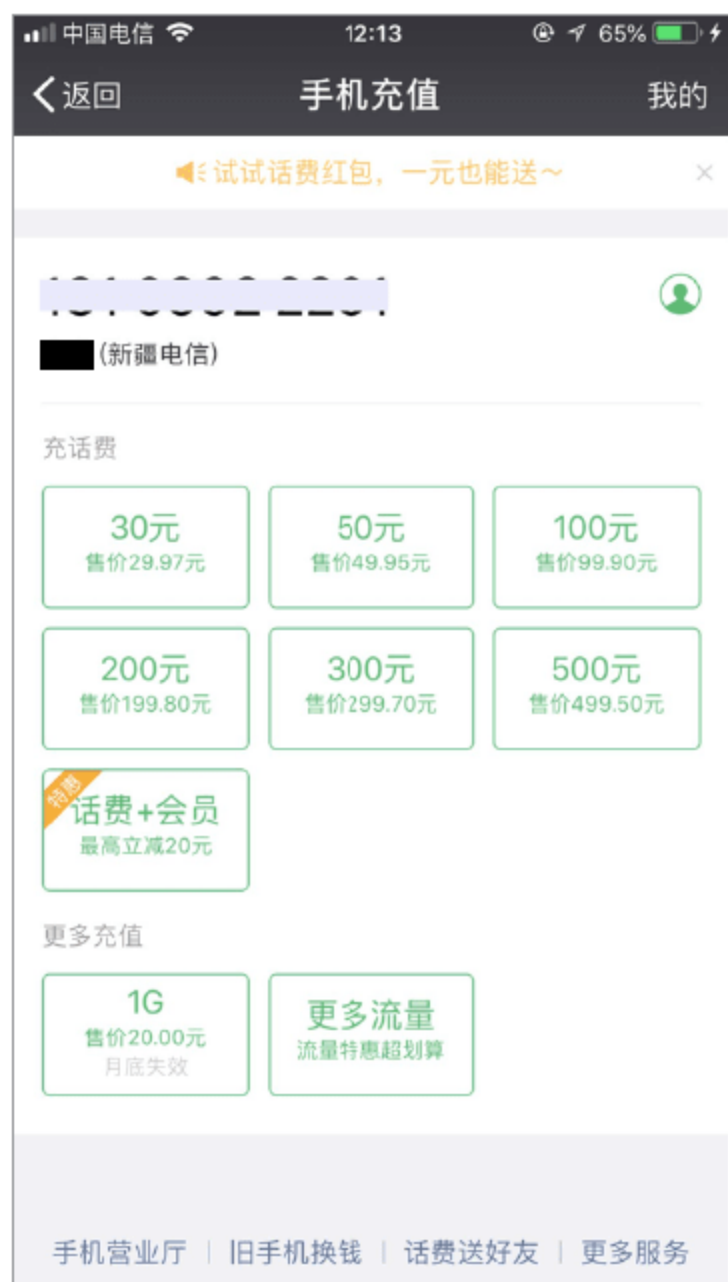 中国电信 12:13 65%
返回 手机充值 我的
试试话费红包，一元也能送～ ×
(新疆电信)
充话费
30元 50元 100元
售价29.97元 售价49.95元 售价99.90元
200元 300元 500元
售价199.80元 售价299.70元 售价499.50元
特惠
话费+会员
最高立减20元
更多充值
1G 更多流量
售价20.00元 流量特惠超划算
月底失效
手机营业厅 | 旧手机换钱 | 话费送好友 | 更多服务